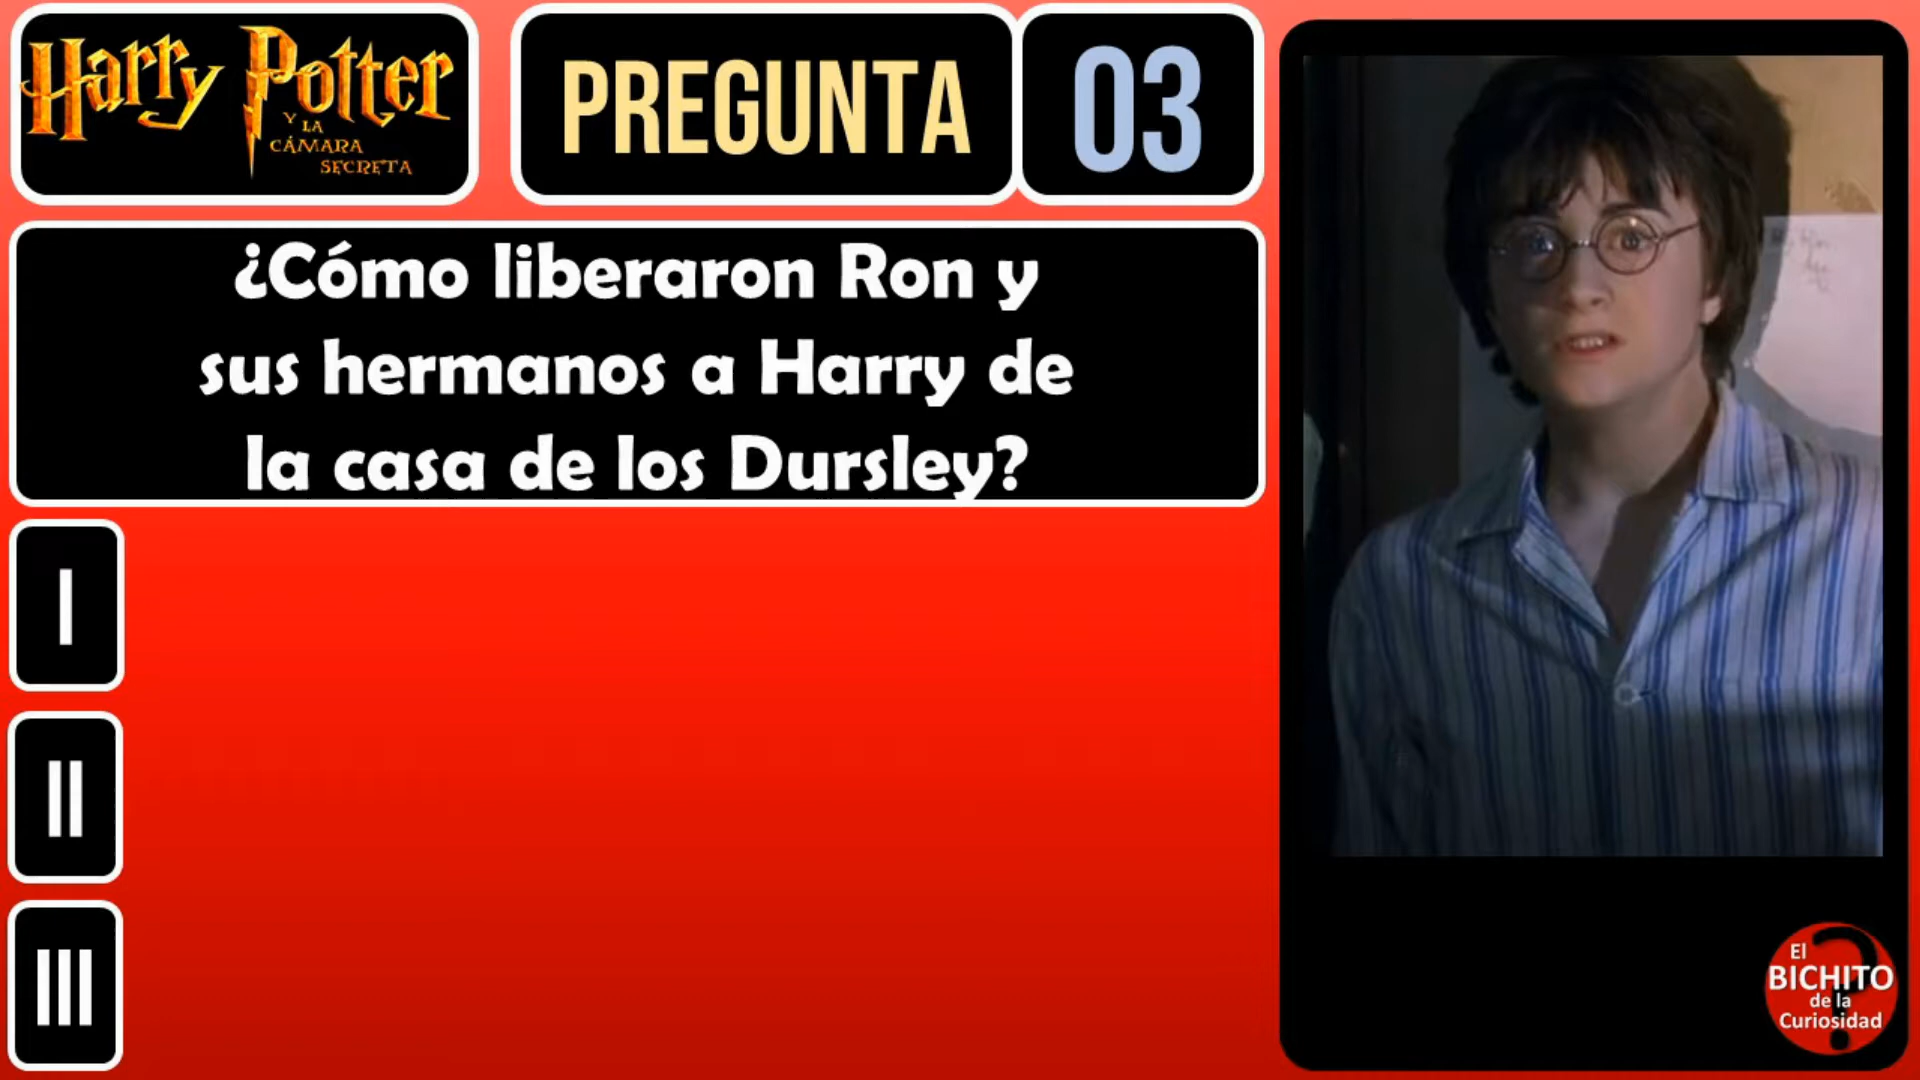 Harry Potter
Y LA
CÁMARA
SECRETA
PREGUNTA
03
¿Cómo liberaron Ron y
sus hermanos a Harry de
la casa de los Dursley?
I
II
III
El
BICHITO
de la
Curiosidad
?